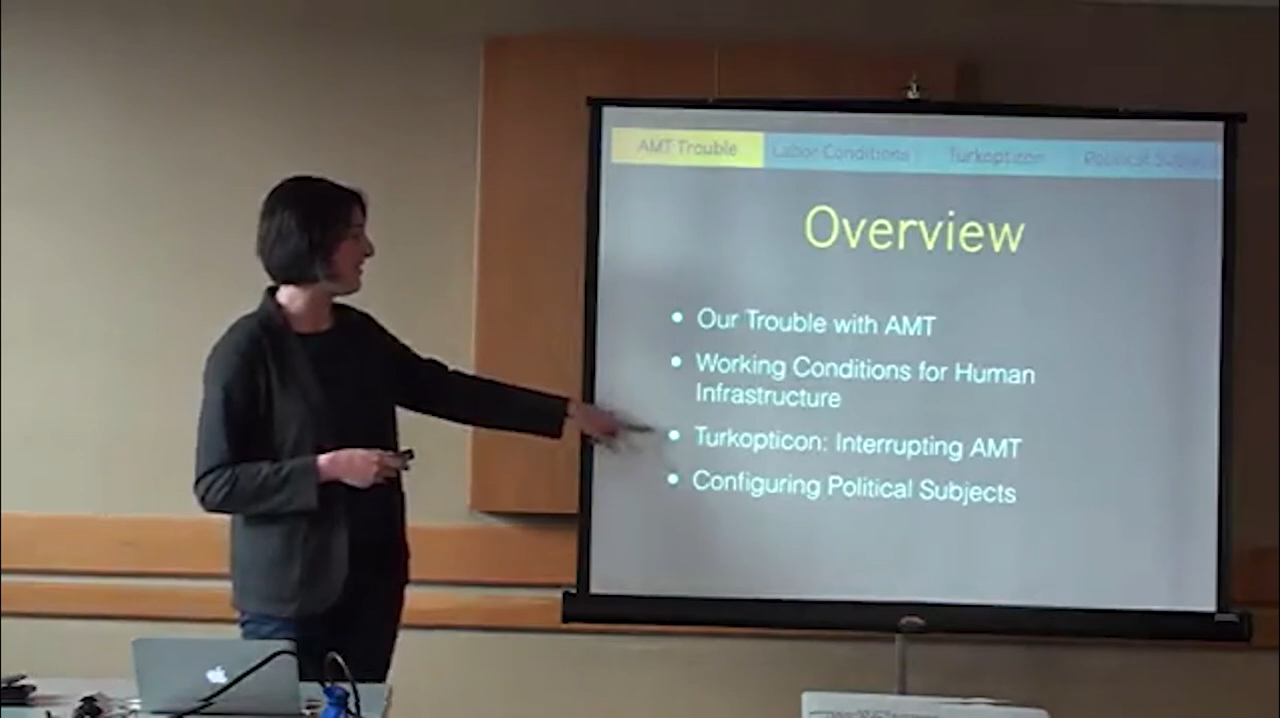 AMT Trouble
Labor Conditions
Turkopticon
Political
Overview
• Our Trouble with AMT
• Working Conditions for Human
Infrastructure
• Turkopticon: Interrupting AMT
• Configuring Political Subjects